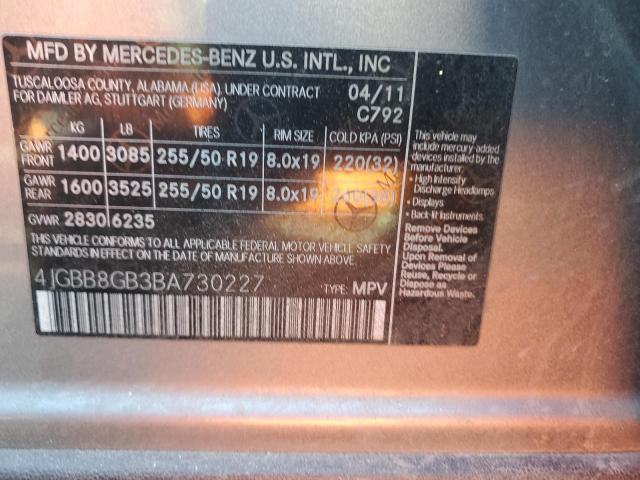 MFD BY MERCEDES-BENZ U.S. INTL., INC
TUSCALOOSA COUNTY, ALABAMA (USA) UNDER CONTRACT
FOR DAIMLER AG, STUTTGART (GERMANY)
04/11
C792
KG LB TIRES RIM SIZE COLD KPA (PSI)
GAWR FRONT 1400 3085 255/50 R19 8.0x19 220(32)
GAWR REAR 1600 3525 255/50 R19 8.0x19
GVWR 2830 6235
THIS VEHICLE CONFORMS TO ALL APPLICABLE FEDERAL MOTOR VEHICLE SAFETY
STANDARDS IN EFFECT ON THE DATE OF MANUFACTURE SHOWN ABOVE.
4JGBB8GB3BA730227 TYPE: MPV
This vehicle may
include mercury-added
devices installed by the
manufacturer:
• High Intensity
Discharge Headlamps
• Displays
• Back-lit Instruments
Remove Devices
Before Vehicle
Disposal.
Upon Removal of
Devices Please
Reuse, Recycle or
Dispose as
Hazardous Waste.